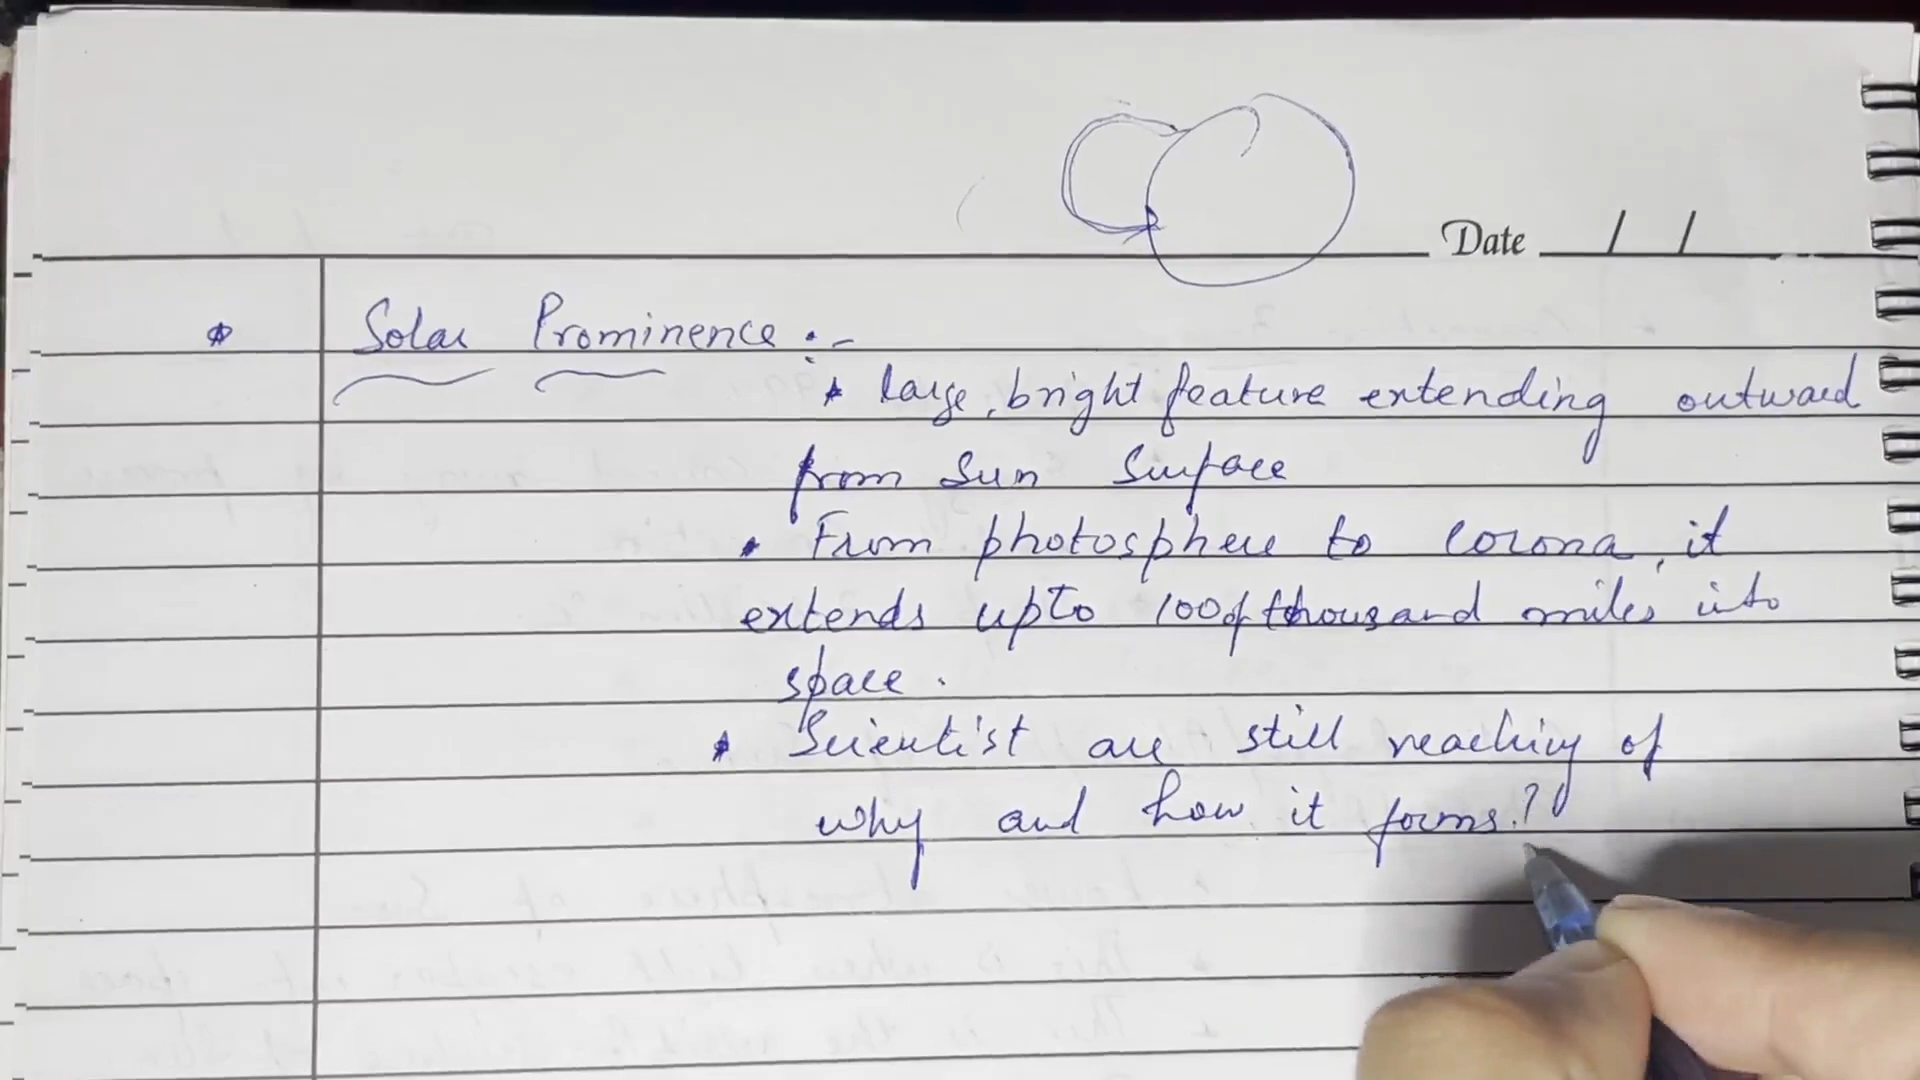 Date / /
* Solar Prominence :-
* large, bright feature extending outward
from Sun Surface
* From photosphere to corona, it
extends upto 100 of thousand miles into
space.
* Scientist are still reaching of
why and how it forms.?